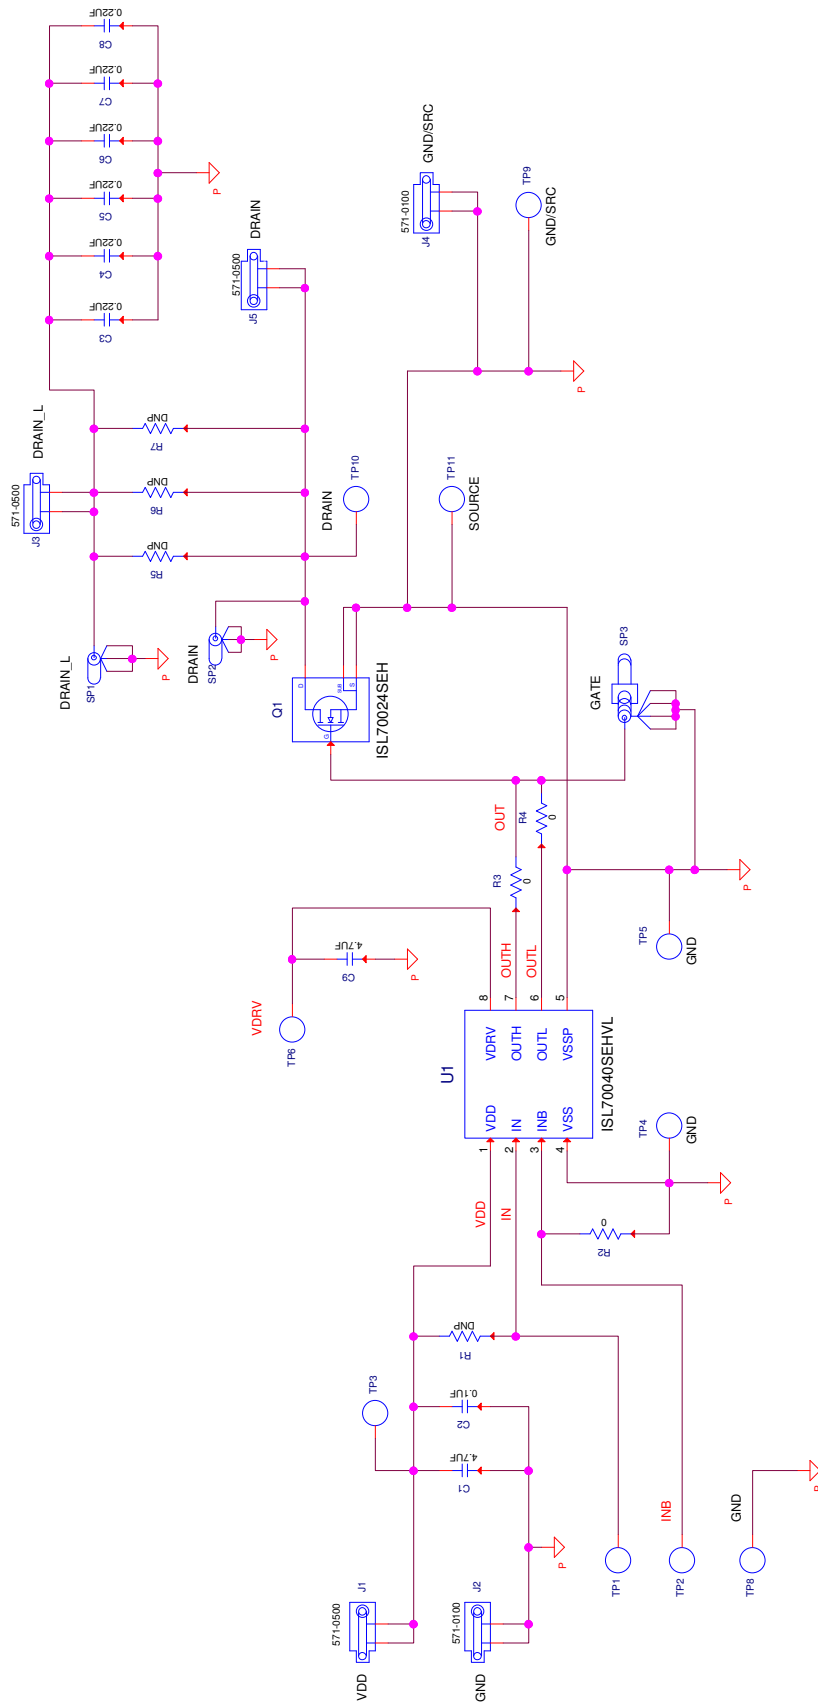 0.22UF
C8
0.22UF
C7
0.22UF
C6
0.22UF
C5
0.22UF
C4
0.22UF
C3
P
GND/SRC
571-0100
J4
TP9
GND/SRC
P
DRAIN
571-0500
J5
DRAIN_L
571-0500
J3
DNP
R7
DNP
R6
DNP
R5
TP10
DRAIN
TP11
SOURCE
DRAIN_L
SP1
P
DRAIN
SP2
P
Q1
D
SUB
S
G
ISL70024SEH
GATE
SP3
OUT
R4
0
R3
0
P
TP5
GND
VDRV
TP6
4.7UF
C9
P
OUTH
OUTL
8
7
6
5
U1
VDRV
OUTH
OUTL
VSSP
VDD
IN
INB
VSS
ISL70040SEHVL
1
2
3
4
TP4
GND
P
VDD
IN
0
R2
DNP
R1
TP3
0.1UF
C2
4.7UF
C1
P
J1
571-0500
VDD
J2
571-0100
GND
TP1
INB
TP2
GND
TP8
P